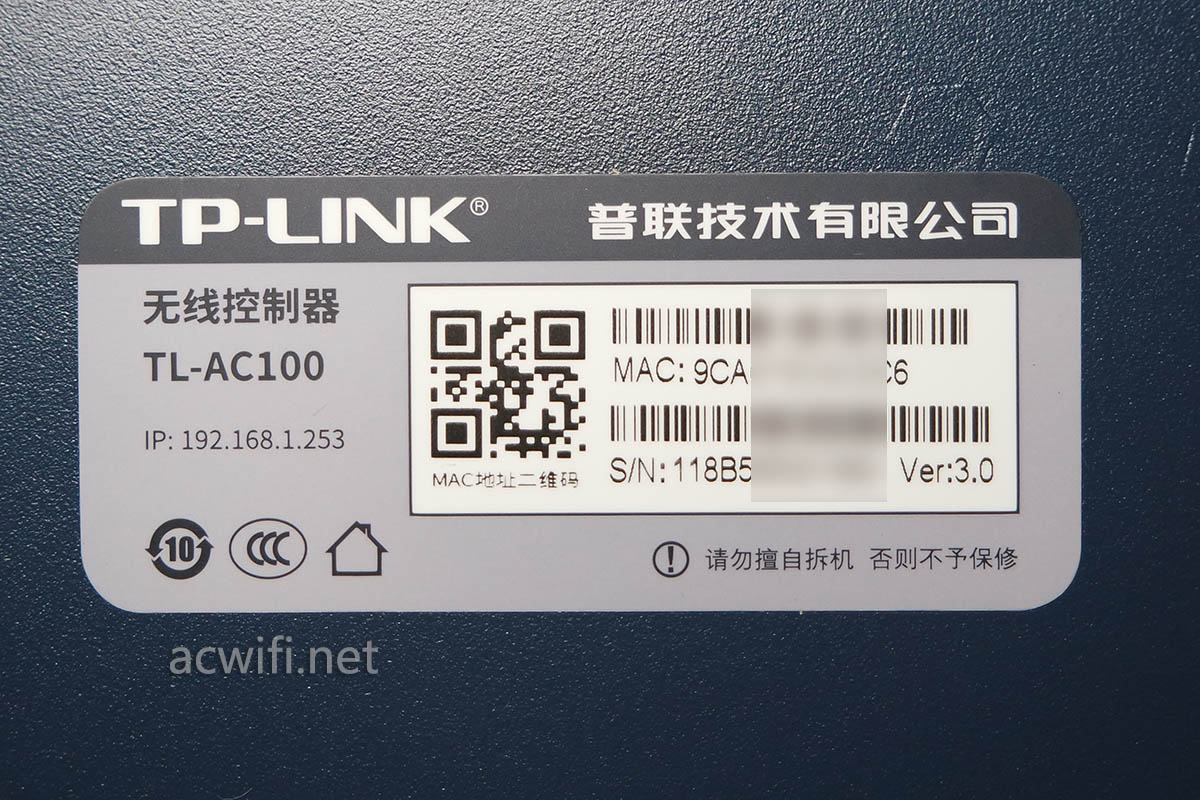 TP-LINK®
普联技术有限公司
无线控制器
TL-AC100
IP: 192.168.1.253
MAC: 9CA
C6
S/N: 118B5
Ver:3.0
MAC地址二维码
10
CCC
请勿擅自拆机 否则不予保修
acwifi.net